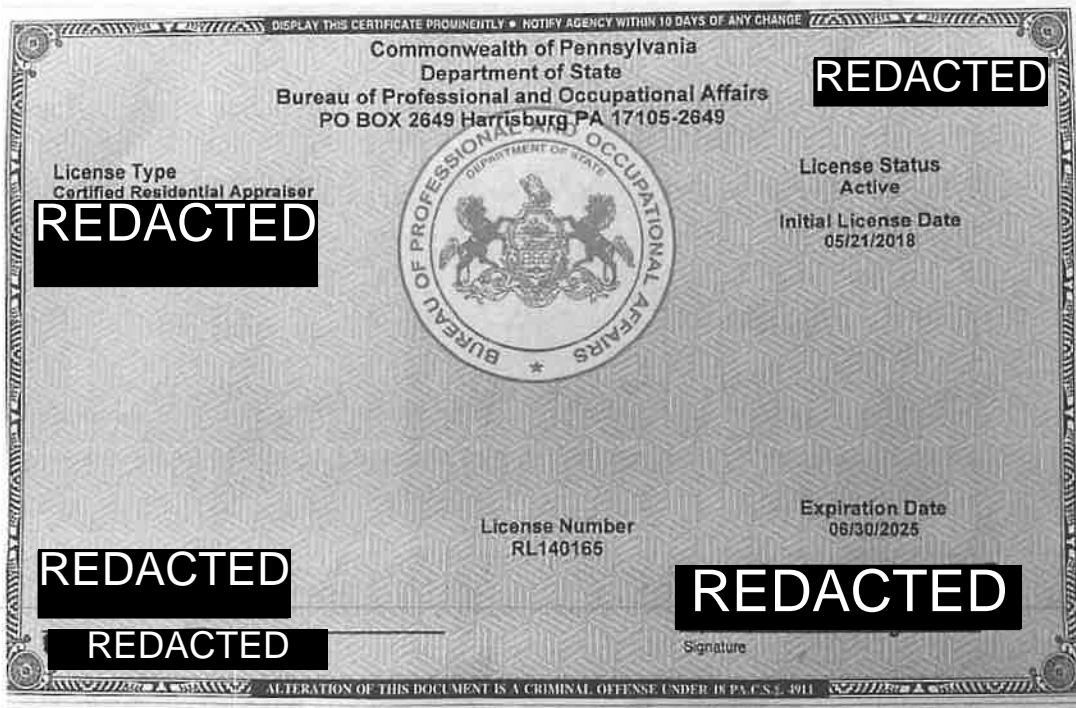 DISPLAY THIS CERTIFICATE PROMINENTLY • NOTIFY AGENCY WITHIN 10 DAYS OF ANY CHANGE
Commonwealth of Pennsylvania
Department of State
Bureau of Professional and Occupational Affairs
PO BOX 2649 Harrisburg PA 17105-2649
REDACTED
License Type
Certified Residential Appraiser
REDACTED
License Status
Active
Initial License Date
05/21/2018
BUREAU OF PROFESSIONAL AND OCCUPATIONAL AFFAIRS
DEPARTMENT OF STATE
Expiration Date
06/30/2025
License Number
RL140165
REDACTED
REDACTED
REDACTED
Signature
ALTERATION OF THIS DOCUMENT IS A CRIMINAL OFFENSE UNDER 18 PA.C.S.§ 4911